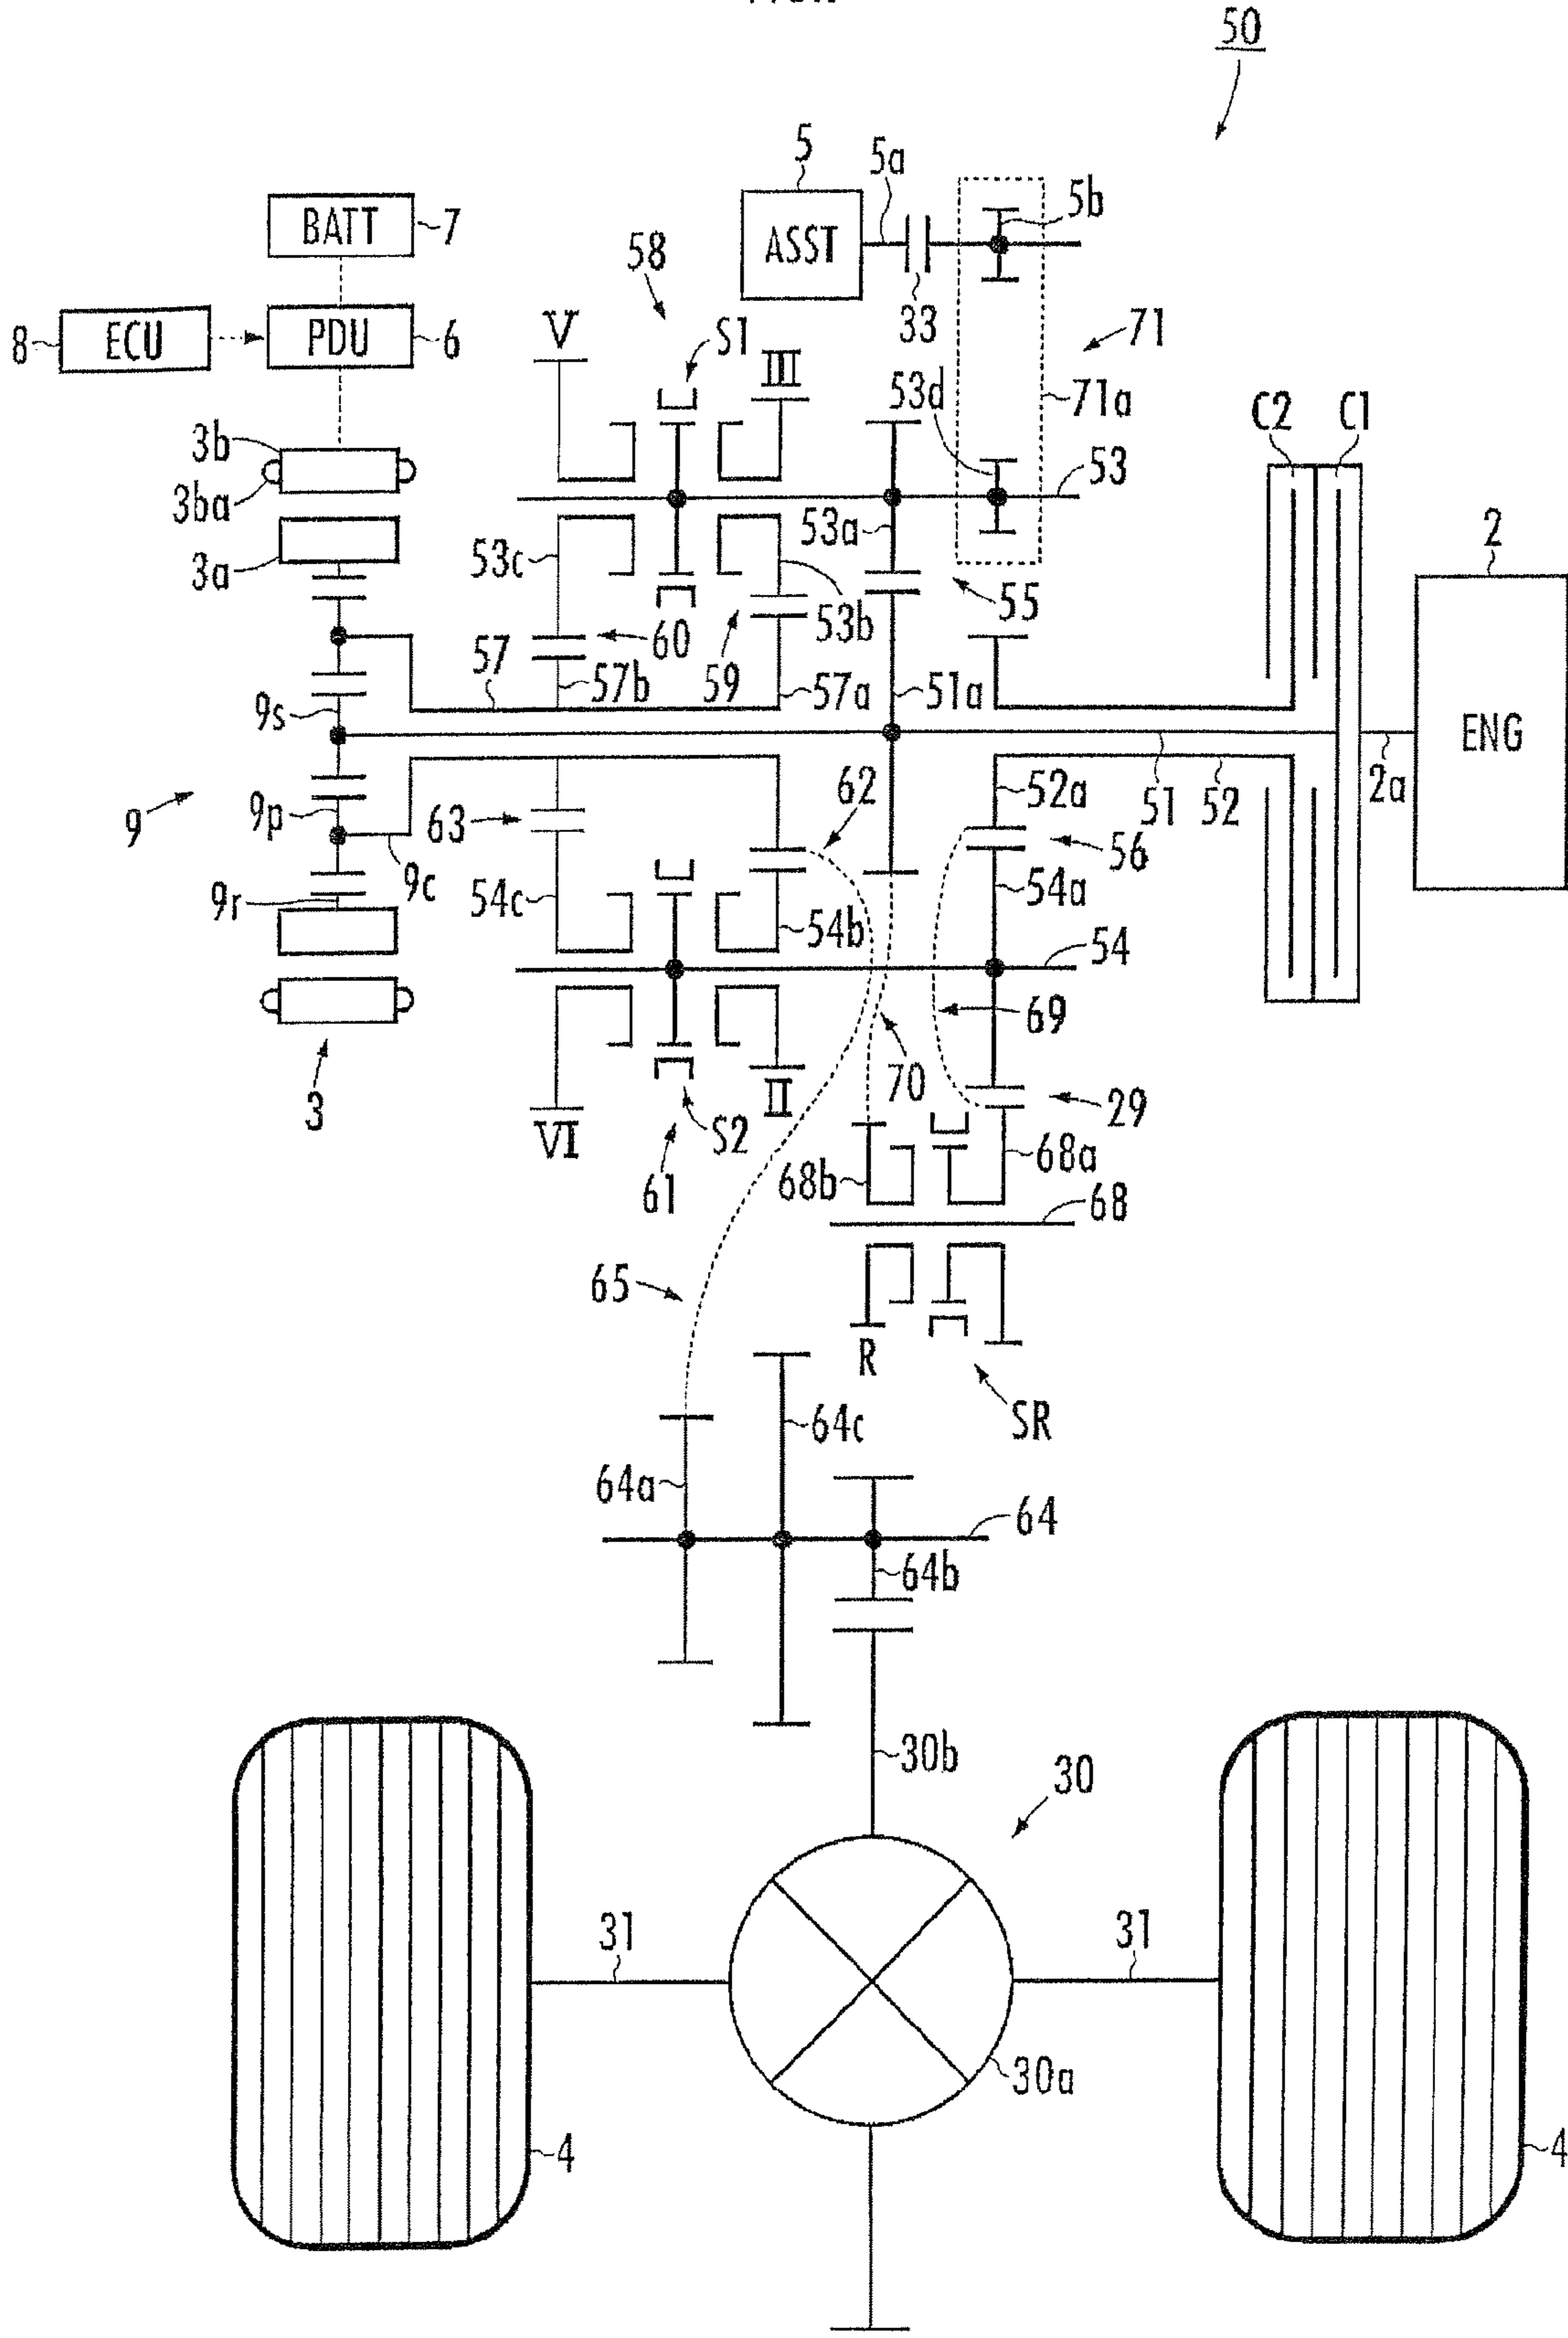 50
5
5a
5b
BATT
7
ASST
58
33
V
S1
III
71
8
ECU
PDU
6
53d
71a
C2
C1
3b
53
3ba
53a
2
3a
53c
55
53b
60
57
59
57b
57a
51a
9s
ENG
62
52a
51
52
2a
9
9p
63
56
9c
54a
9r
54c
54b
54
69
70
3
II
29
VI
S2
68a
61
68b
68
65
R
SR
64c
64a
64
64b
30b
30
31
31
30a
4
4